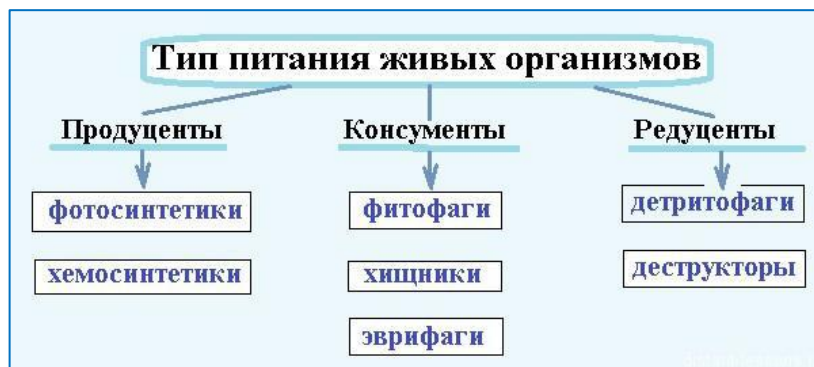 Тип питания живых организмов
Продуценты Консументы Редуценты
фотосинтетики фитофаги детритофаги
хемосинтетики хищники деструкторы
эврифаги